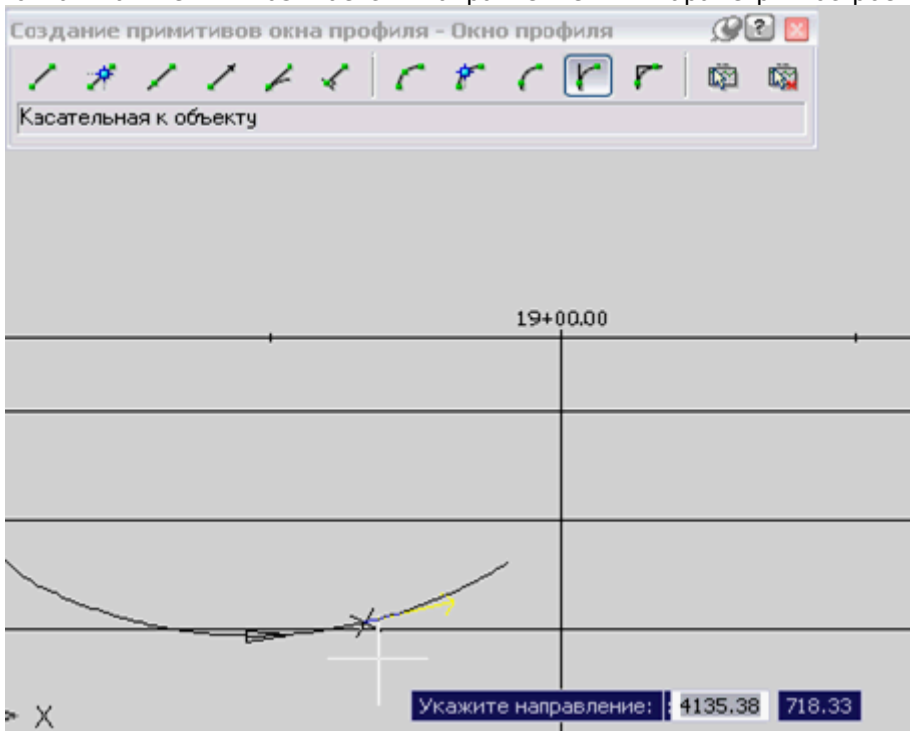 Создание примитивов окна профиля - Окно профиля
Касательная к объекту
19+00.00
X
Укажите направление: 4135.38 718.33